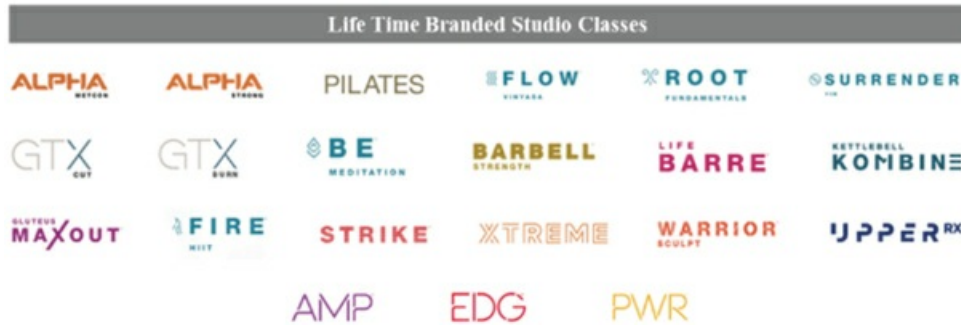 Life Time Branded Studio Classes
ALPHA METCON
ALPHA STRONG
PILATES
FLOW VINYASA
ROOT FUNDAMENTALS
SURRENDER YIN
GTX CUT
GTX BURN
BE MEDITATION
BARBELL STRENGTH
LIFE BARRE
KETTLEBELL KOMBINE
GLUTEUS MAXOUT
FIRE HIIT
STRIKE
XTREME
WARRIOR SCULPT
UPPER RX
AMP
EDG
PWR